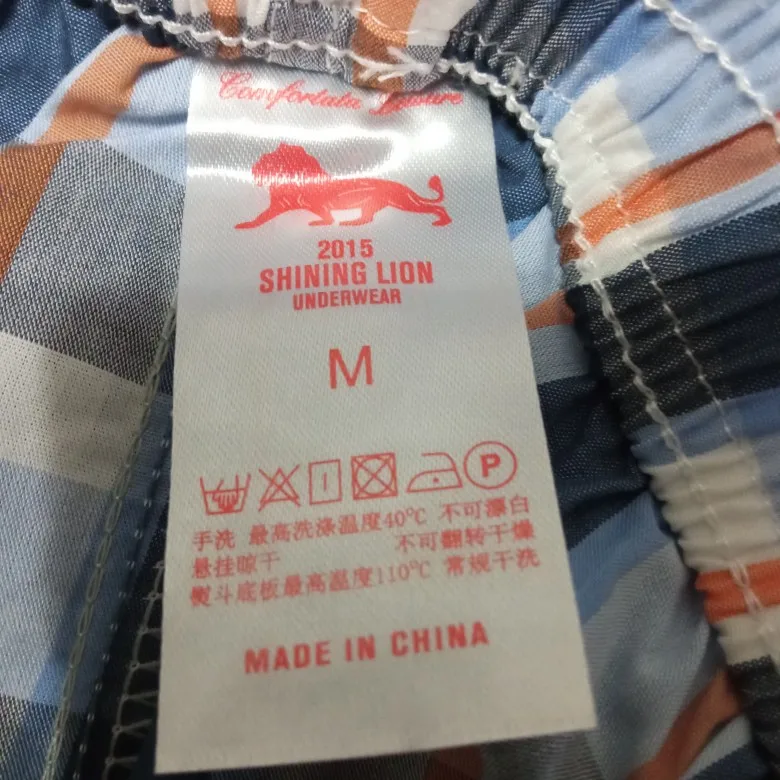 Comfortata Leisure
2015
SHINING LION
UNDERWEAR
M
P
手洗 最高洗涤温度40℃ 不可漂白
悬挂晾干 不可翻转干燥
熨斗底板最高温度110℃ 常规干洗
MADE IN CHINA